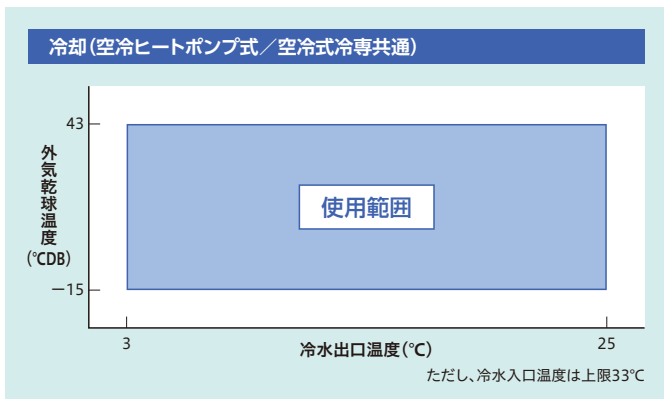 冷却（空冷ヒートポンプ式／空冷式冷専共通）
43
外気乾球温度
（℃DB）
使用範囲
－15
3
冷水出口温度（℃）
25
ただし、冷水入口温度は上限33℃